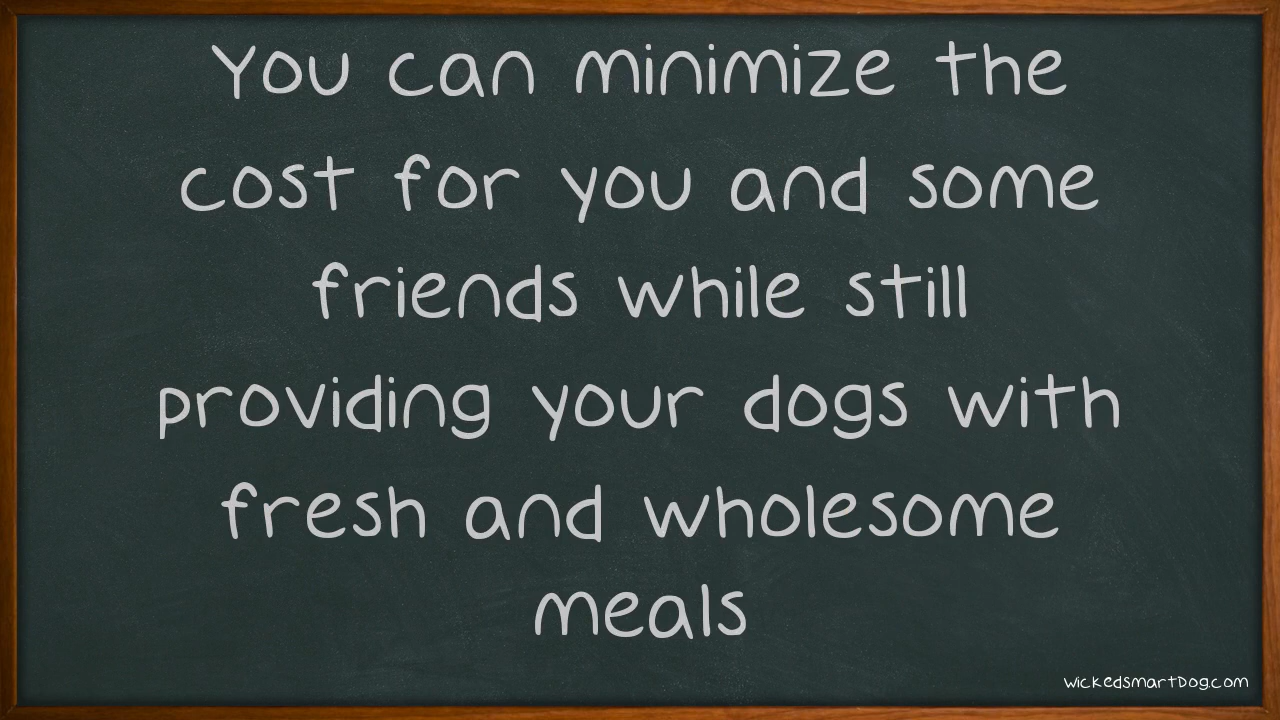 You can minimize the
cost for you and some
friends while still
providing your dogs with
fresh and wholesome
meals
wickedsmartDog.com